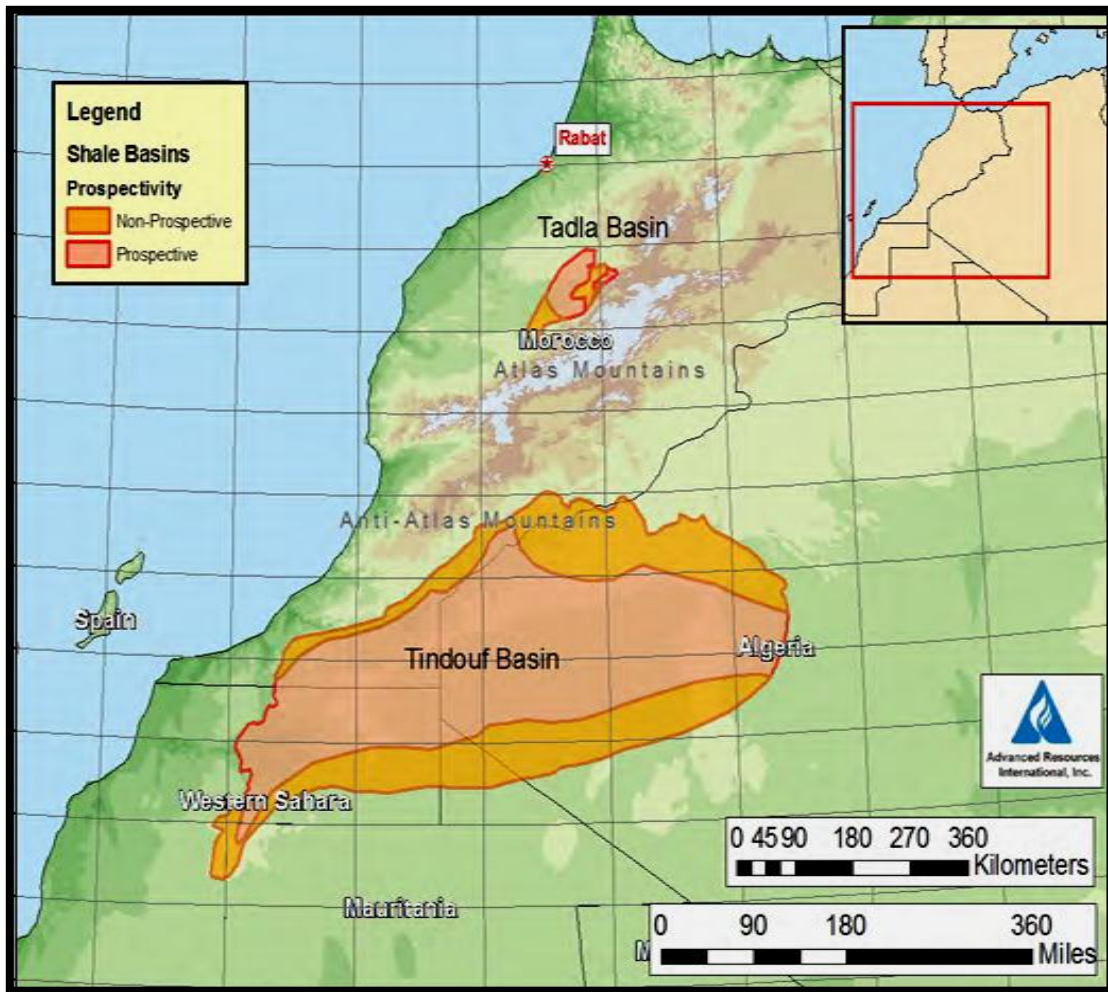 Legend
Shale Basins
Prospectivity
Non-Prospective
Prospective
Rabat
Tadla Basin
Morocco
Atlas Mountains
Anti-Atlas Mountains
Spain
Tindouf Basin
Algeria
Western Sahara
Mauritania
Advanced Resources
International, Inc.
0 45 90 180 270 360
Kilometers
0 90 180 360
Miles